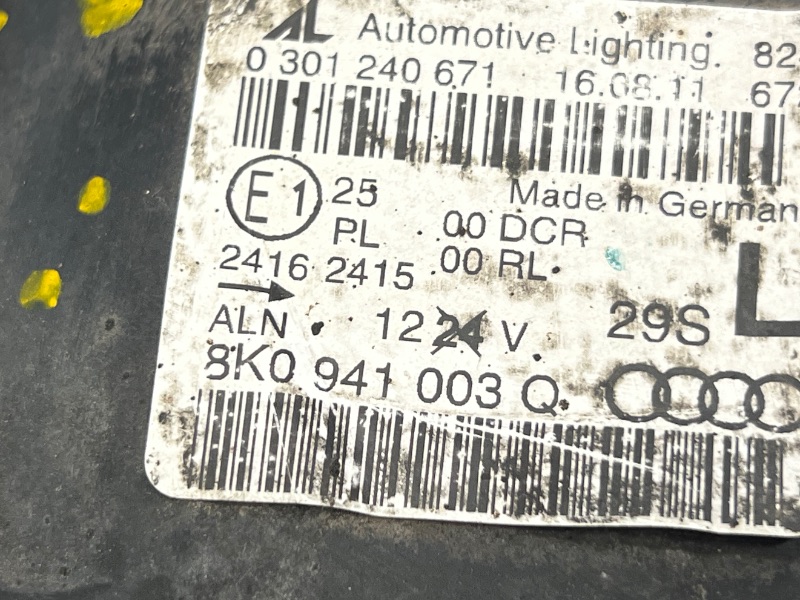 AL Automotive Lighting. 82
0 301 240 671 16.08.11 67
E1 25 Made in German
PL .00 DCR
2416 2415 .00 RL. L
ALN 12 24 V 29S
8K0 941 003 Q